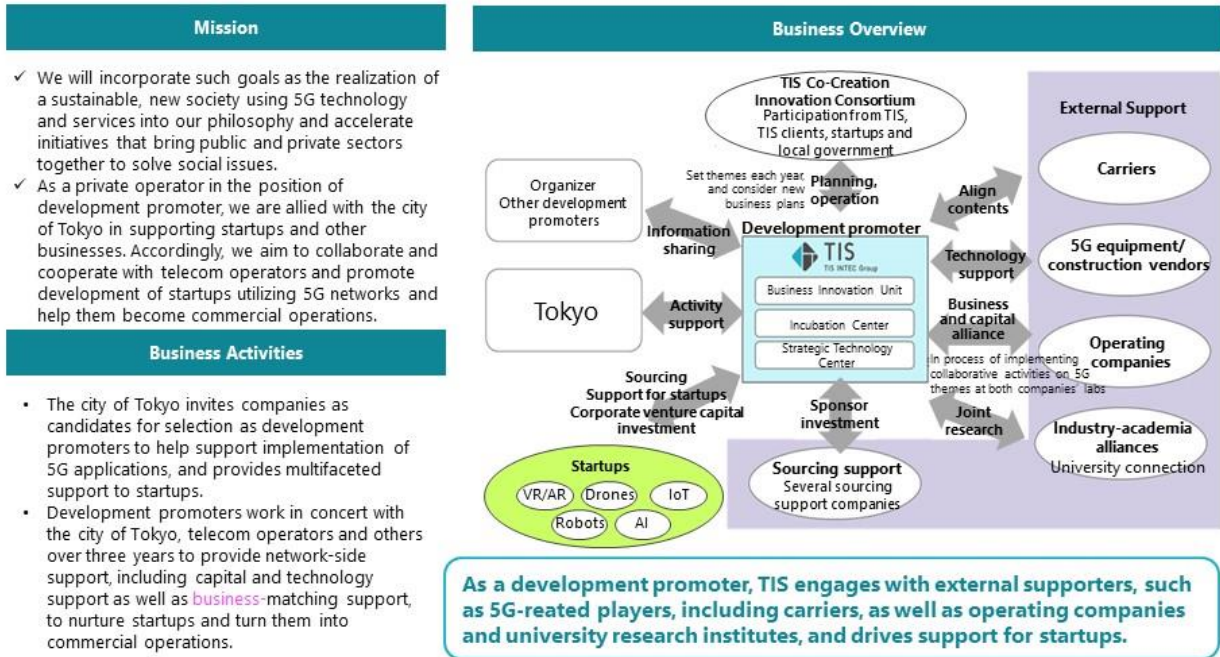 Mission
✓ We will incorporate such goals as the realization of
a sustainable, new society using 5G technology
and services into our philosophy and accelerate
initiatives that bring public and private sectors
together to solve social issues.
✓ As a private operator in the position of
development promoter, we are allied with the city
of Tokyo in supporting startups and other
businesses. Accordingly, we aim to collaborate and
cooperate with telecom operators and promote
development of startups utilizing 5G networks and
help them become commercial operations.
Business Activities
• The city of Tokyo invites companies as
candidates for selection as development
promoters to help support implementation of
5G applications, and provides multifaceted
support to startups.
• Development promoters work in concert with
the city of Tokyo, telecom operators and others
over three years to provide network-side
support, including capital and technology
support as well as business-matching support,
to nurture startups and turn them into
commercial operations.
Business Overview
TIS Co-Creation
Innovation Consortium
Participation from TIS,
TIS clients, startups and
local government
Set themes each year,
and consider new
business plans
Planning,
operation
Organizer
Other development
promoters
Information
sharing
Tokyo
Activity
support
Development promoter
TIS
TIS INTEC Group
Business Innovation Unit
Incubation Center
Strategic Technology
Center
External Support
Align
contents
Carriers
Technology
support
5G equipment/
construction vendors
Business
and capital
alliance
Operating
companies
In process of implementing
collaborative activities on 5G
themes at both companies' labs
Joint
research
Industry-academia
alliances
University connection
Sourcing
Support for startups
Corporate venture capital
investment
Sponsor
investment
Startups
VR/AR
Drones
IoT
Robots
AI
Sourcing support
Several sourcing
support companies
As a development promoter, TIS engages with external supporters, such
as 5G-reated players, including carriers, as well as operating companies
and university research institutes, and drives support for startups.